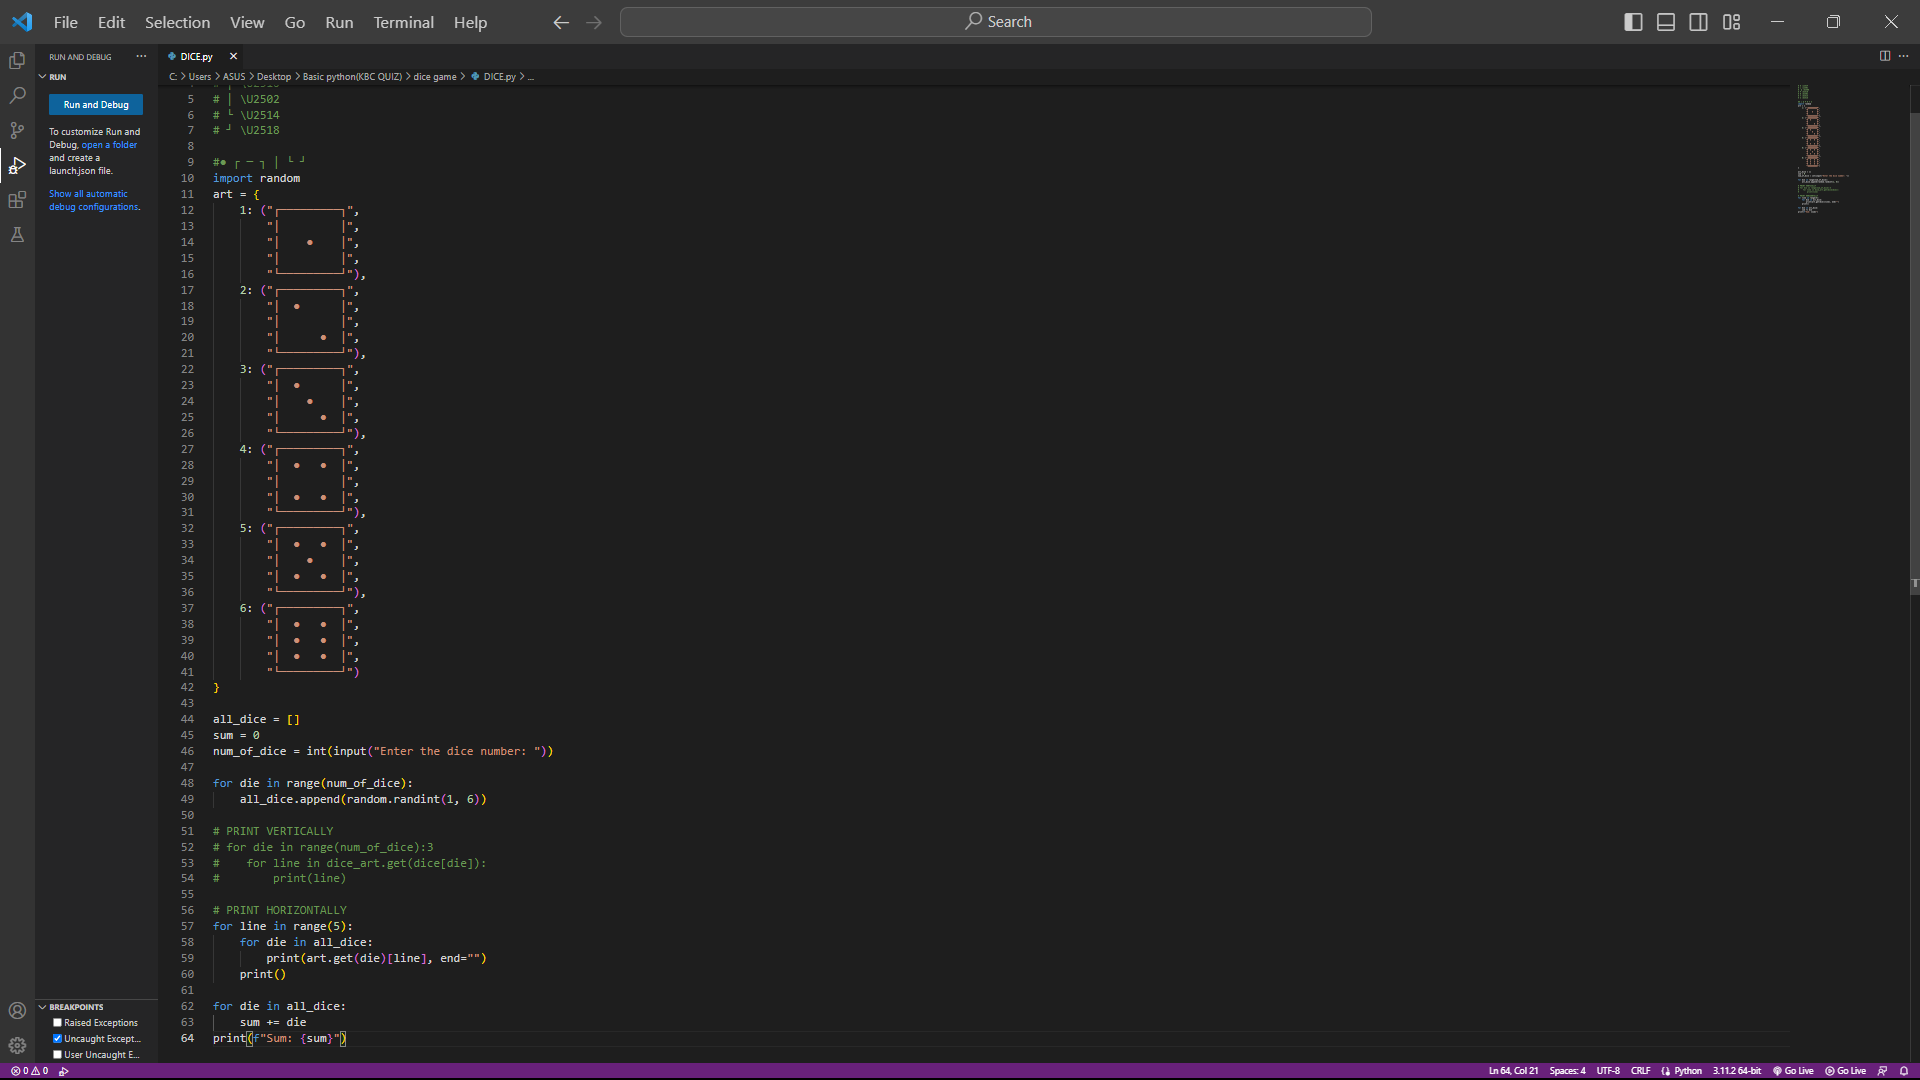 File Edit Selection View Go Run Terminal Help
Search
RUN AND DEBUG ···
RUN
Run and Debug
To customize Run and
Debug, open a folder
and create a
launch.json file.
Show all automatic
debug configurations.
DICE.py
C: > Users > ASUS > Desktop > Basic python(KBC QUIZ) > dice game > DICE.py > ...
5 # │ \U2502
6 # └ \U2514
7 # ┘ \U2518
8
9 #● ┌ ─ ┐ │ └ ┘
10 import random
11 art = {
12 1: ("┌─────────┐",
13 "│         │",
14 "│    ●    │",
15 "│         │",
16 "└─────────┘"),
17 2: ("┌─────────┐",
18 "│  ●      │",
19 "│         │",
20 "│      ●  │",
21 "└─────────┘"),
22 3: ("┌─────────┐",
23 "│  ●      │",
24 "│    ●    │",
25 "│      ●  │",
26 "└─────────┘"),
27 4: ("┌─────────┐",
28 "│  ●   ●  │",
29 "│         │",
30 "│  ●   ●  │",
31 "└─────────┘"),
32 5: ("┌─────────┐",
33 "│  ●   ●  │",
34 "│    ●    │",
35 "│  ●   ●  │",
36 "└─────────┘"),
37 6: ("┌─────────┐",
38 "│  ●   ●  │",
39 "│  ●   ●  │",
40 "│  ●   ●  │",
41 "└─────────┘")
42 }
43
44 all_dice = []
45 sum = 0
46 num_of_dice = int(input("Enter the dice number: "))
47
48 for die in range(num_of_dice):
49     all_dice.append(random.randint(1, 6))
50
51 # PRINT VERTICALLY
52 # for die in range(num_of_dice):3
53 #    for line in dice_art.get(dice[die]):
54 #        print(line)
55
56 # PRINT HORIZONTALLY
57 for line in range(5):
58     for die in all_dice:
59         print(art.get(die)[line], end="")
60     print()
61
62 for die in all_dice:
63     sum += die
64 print(f"Sum: {sum}")
BREAKPOINTS
Raised Exceptions
Uncaught Except...
User Uncaught E...
0 0
Ln 64, Col 21 Spaces: 4 UTF-8 CRLF Python 3.11.2 64-bit Go Live Go Live